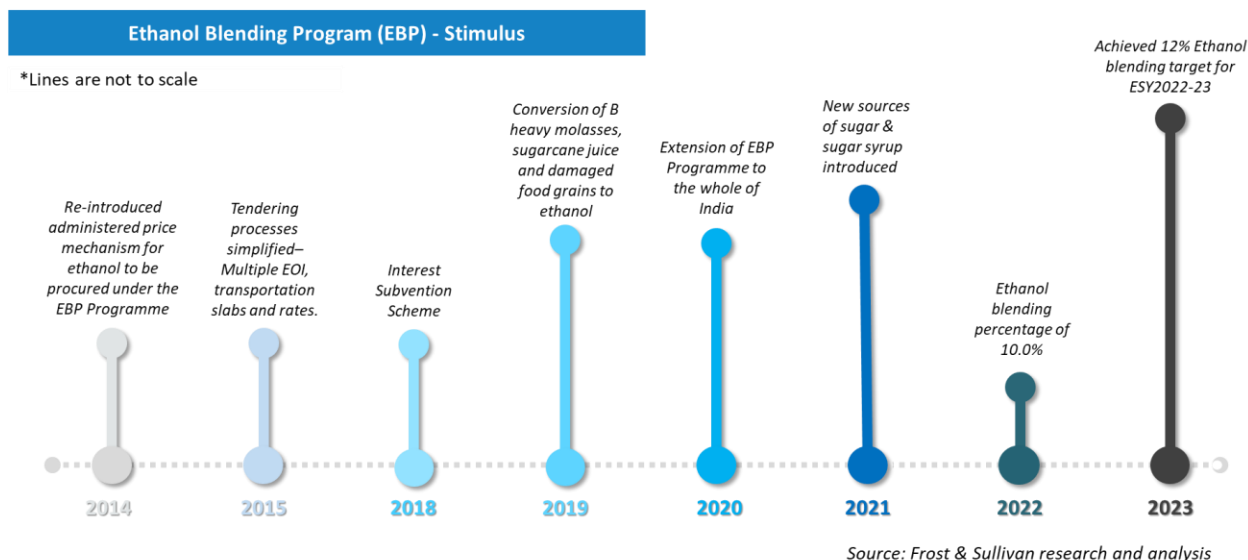 Ethanol Blending Program (EBP) - Stimulus
*Lines are not to scale
Re-introduced
administered price
mechanism for
ethanol to be
procured under the
EBP Programme
Tendering
processes
simplified–
Multiple EOI,
transportation
slabs and rates.
Interest
Subvention
Scheme
Conversion of B
heavy molasses,
sugarcane juice
and damaged
food grains to
ethanol
Extension of EBP
Programme to
the whole of
India
New sources
of sugar &
sugar syrup
introduced
Ethanol
blending
percentage of
10.0%
Achieved 12% Ethanol
blending target for
ESY2022-23
2014
2015
2018
2019
2020
2021
2022
2023
Source: Frost & Sullivan research and analysis